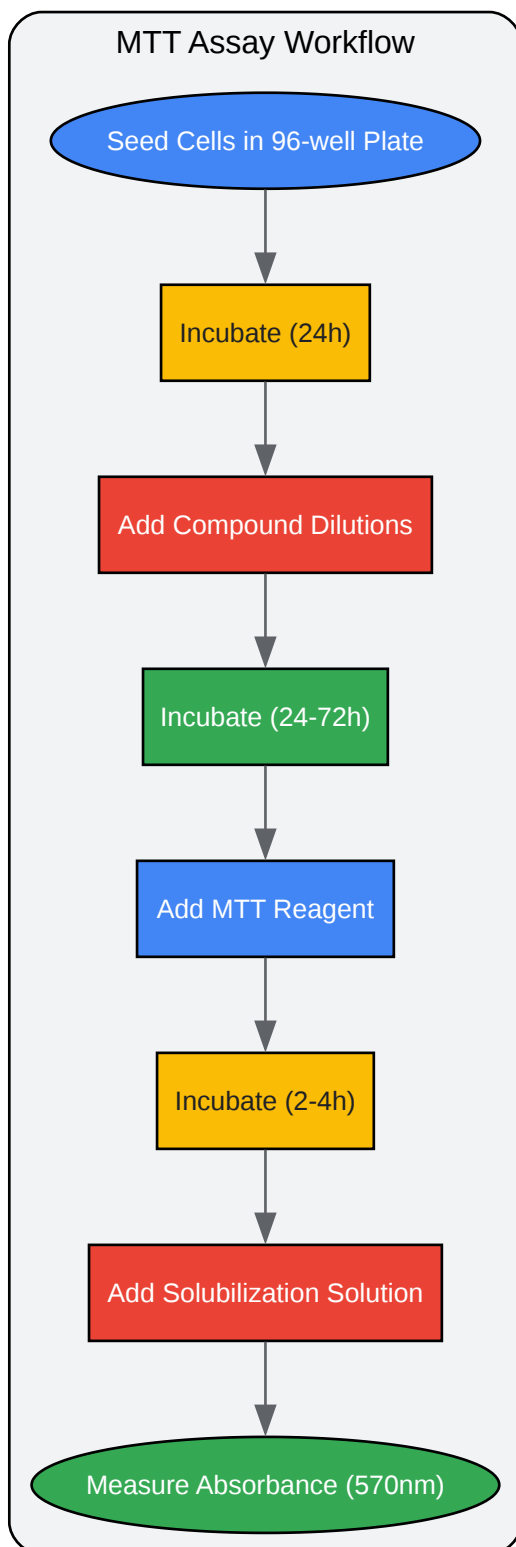 MTT Assay Workflow
Seed Cells in 96-well Plate
Incubate (24h)
Add Compound Dilutions
Incubate (24-72h)
Add MTT Reagent
Incubate (2-4h)
Add Solubilization Solution
Measure Absorbance (570nm)